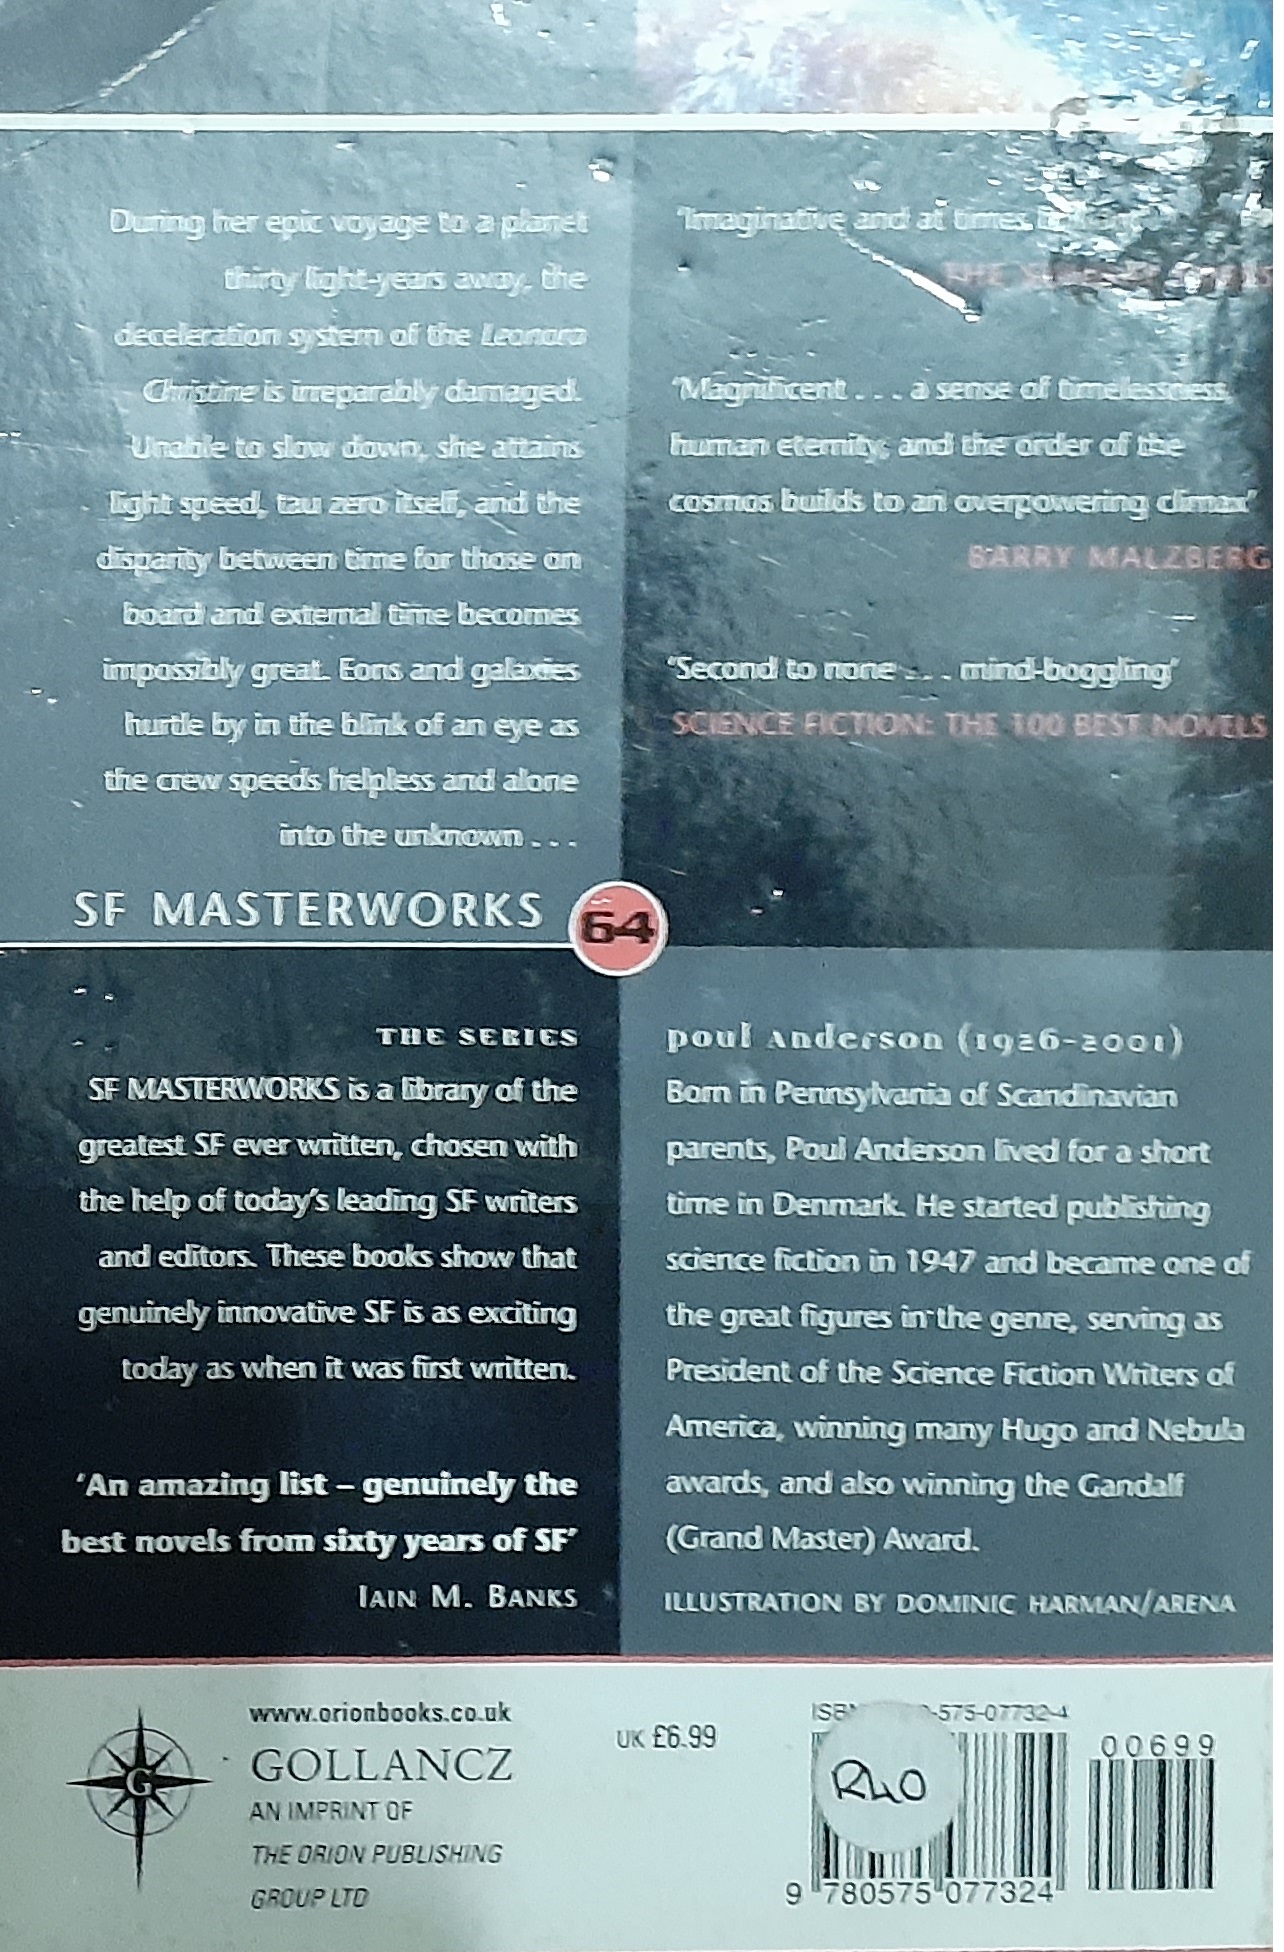 During her epic voyage to a planet
thirty light-years away, the
deceleration system of the Leonora
Christine is irreparably damaged.
Unable to slow down, she attains
light speed, tau zero itself, and the
disparity between time for those on
board and external time becomes
impossibly great. Eons and galaxies
hurtle by in the blink of an eye as
the crew speeds helpless and alone
into the unknown . . .
'Imaginative and at times
THE
'Magnificent . . . a sense of timelessness,
human eternity, and the order of the
cosmos builds to an overpowering climax'
BARRY MALZBERG
'Second to none . . . mind-boggling'
SCIENCE FICTION: THE 100 BEST NOVELS
SF MASTERWORKS 64
THE SERIES
SF MASTERWORKS is a library of the
greatest SF ever written, chosen with
the help of today's leading SF writers
and editors. These books show that
genuinely innovative SF is as exciting
today as when it was first written.
'An amazing list – genuinely the
best novels from sixty years of SF'
IAIN M. BANKS
poul anderson (1926-2001)
Born in Pennsylvania of Scandinavian
parents, Poul Anderson lived for a short
time in Denmark. He started publishing
science fiction in 1947 and became one of
the great figures in the genre, serving as
President of the Science Fiction Writers of
America, winning many Hugo and Nebula
awards, and also winning the Gandalf
(Grand Master) Award.
ILLUSTRATION BY DOMINIC HARMAN/ARENA
G
www.orionbooks.co.uk
GOLLANCZ
AN IMPRINT OF
THE ORION PUBLISHING
GROUP LTD
UK £6.99
ISBN -575-07732-4
00699
R40
9 780575 077324